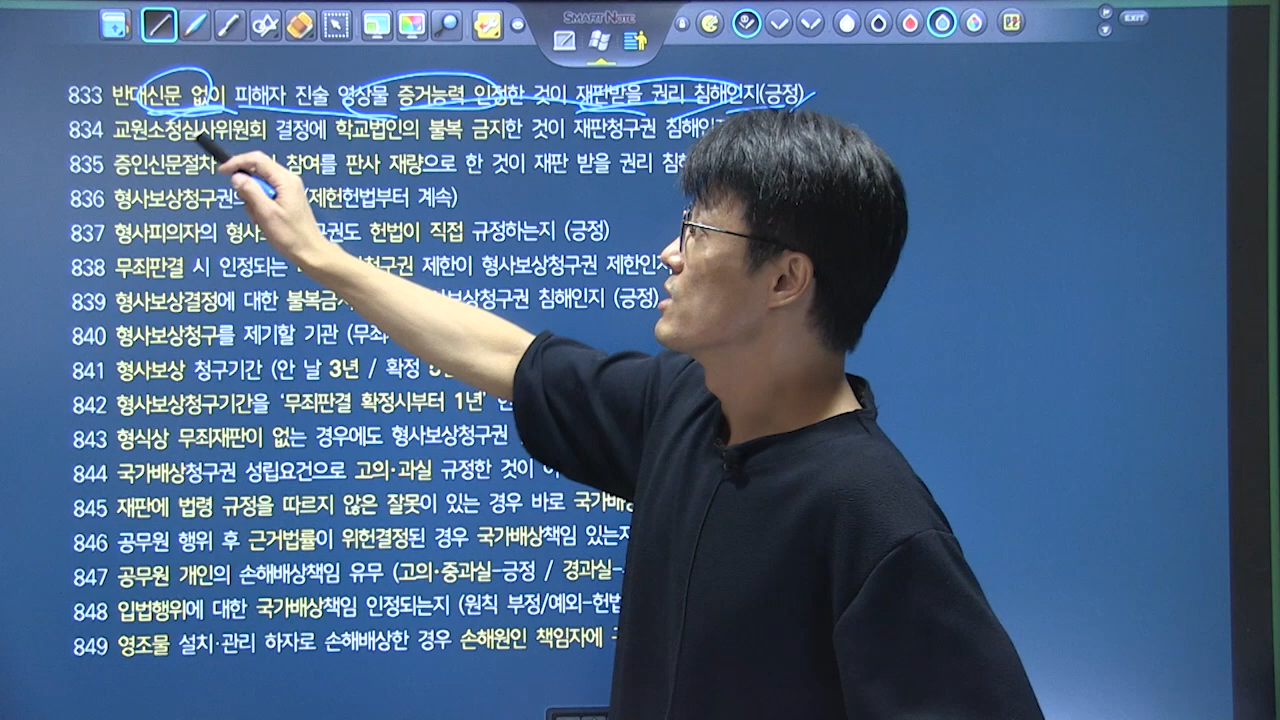 SMART NOTE
EXIT
833 반대신문 없이 피해자 진술 영상물 증거능력 인정한 것이 재판받을 권리 침해인지(긍정)
834 교원소청심사위원회 결정에 학교법인의 불복 금지한 것이 재판청구권 침해인
835 증인신문절차 참여를 판사 재량으로 한 것이 재판 받을 권리 침
836 형사보상청구권 (제헌헌법부터 계속)
837 형사피의자의 형사 구권도 헌법이 직접 규정하는지 (긍정)
838 무죄판결 시 인정되는 청구권 제한이 형사보상청구권 제한인지
839 형사보상결정에 대한 불복금지 보상청구권 침해인지 (긍정)
840 형사보상청구를 제기할 기관 (무죄
841 형사보상 청구기간 (안 날 3년 / 확정
842 형사보상청구기간을 '무죄판결 확정시부터 1년'
843 형식상 무죄재판이 없는 경우에도 형사보상청구권
844 국가배상청구권 성립요건으로 고의·과실 규정한 것이
845 재판에 법령 규정을 따르지 않은 잘못이 있는 경우 바로 국가배
846 공무원 행위 후 근거법률이 위헌결정된 경우 국가배상책임 있는지
847 공무원 개인의 손해배상책임 유무 (고의·중과실-긍정 / 경과실-
848 입법행위에 대한 국가배상책임 인정되는지 (원칙 부정/예외-헌법
849 영조물 설치·관리 하자로 손해배상한 경우 손해원인 책임자에